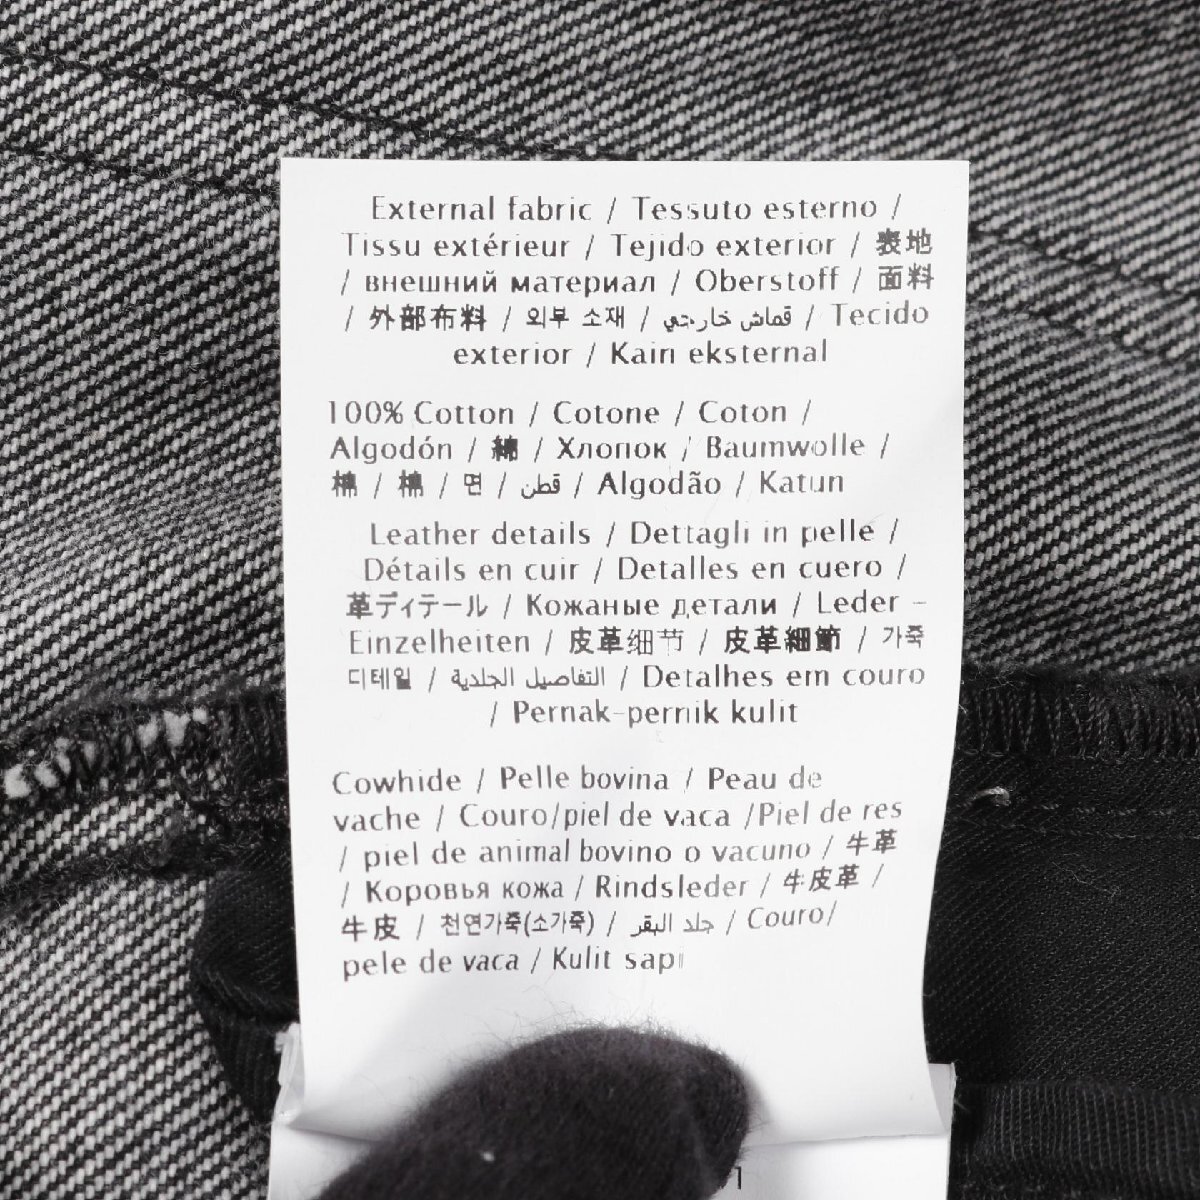 External fabric / Tessuto esterno /
Tissu extérieur / Tejido exterior / 表地
/ внешний материал / Oberstoff / 面料
/ 外部布料 / 외부 소재 / قماش خارجي / Tecido
exterior / Kain eksternal
100% Cotton / Cotone / Coton /
Algodón / 綿 / Хлопок / Baumwolle /
棉 / 棉 / 면 / قطن / Algodão / Katun
Leather details / Dettagli in pelle /
Détails en cuir / Detalles en cuero /
革ディテール / Кожаные детали / Leder -
Einzelheiten / 皮革细节 / 皮革細節 / 가죽
디테일 / التفاصيل الجلدية / Detalhes em couro
/ Pernak-pernik kulit
Cowhide / Pelle bovina / Peau de
vache / Couro/piel de vaca /Piel de res
/ piel de animal bovino o vacuno / 牛革
/ Коровья кожа / Rindsleder / 牛皮革 /
牛皮 / 천연가죽(소가죽) / جلد البقر / Couro/
pele de vaca / Kulit sapi